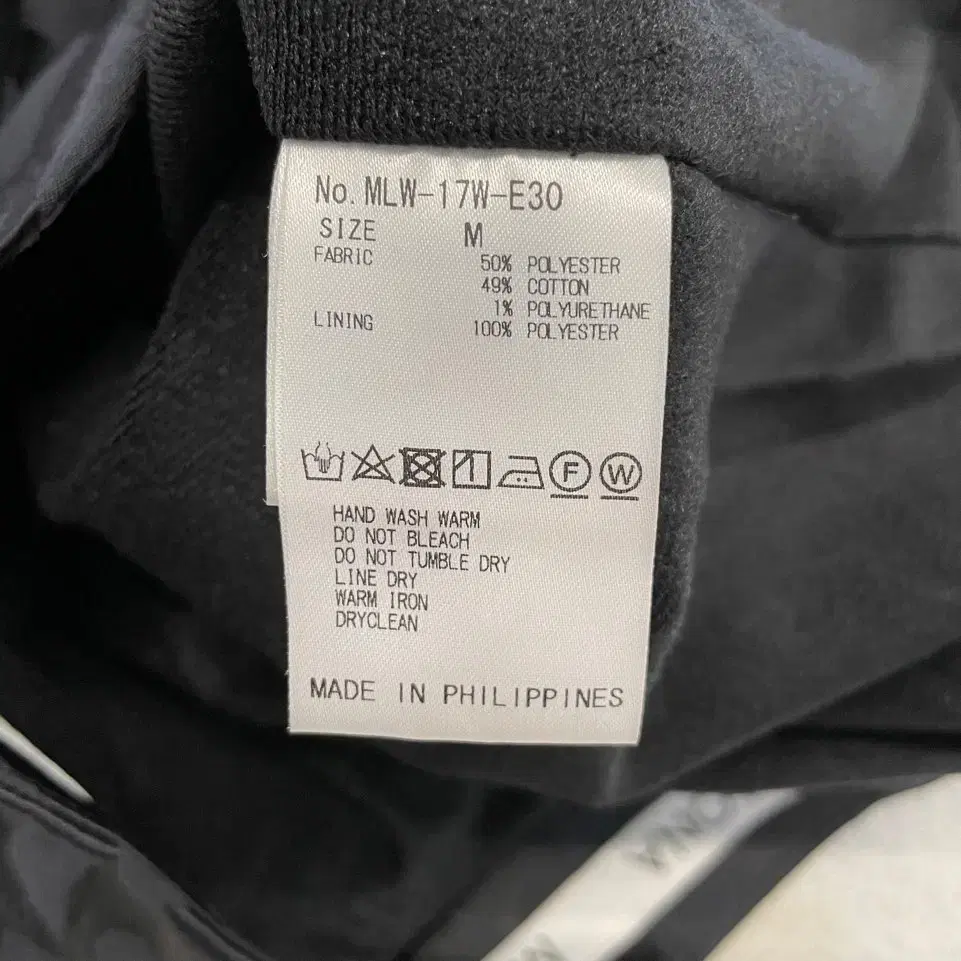 No. MLW-17W-E30
SIZE M
FABRIC 50% POLYESTER
49% COTTON
1% POLYURETHANE
LINING 100% POLYESTER
F W
HAND WASH WARM
DO NOT BLEACH
DO NOT TUMBLE DRY
LINE DRY
WARM IRON
DRYCLEAN
MADE IN PHILIPPINES